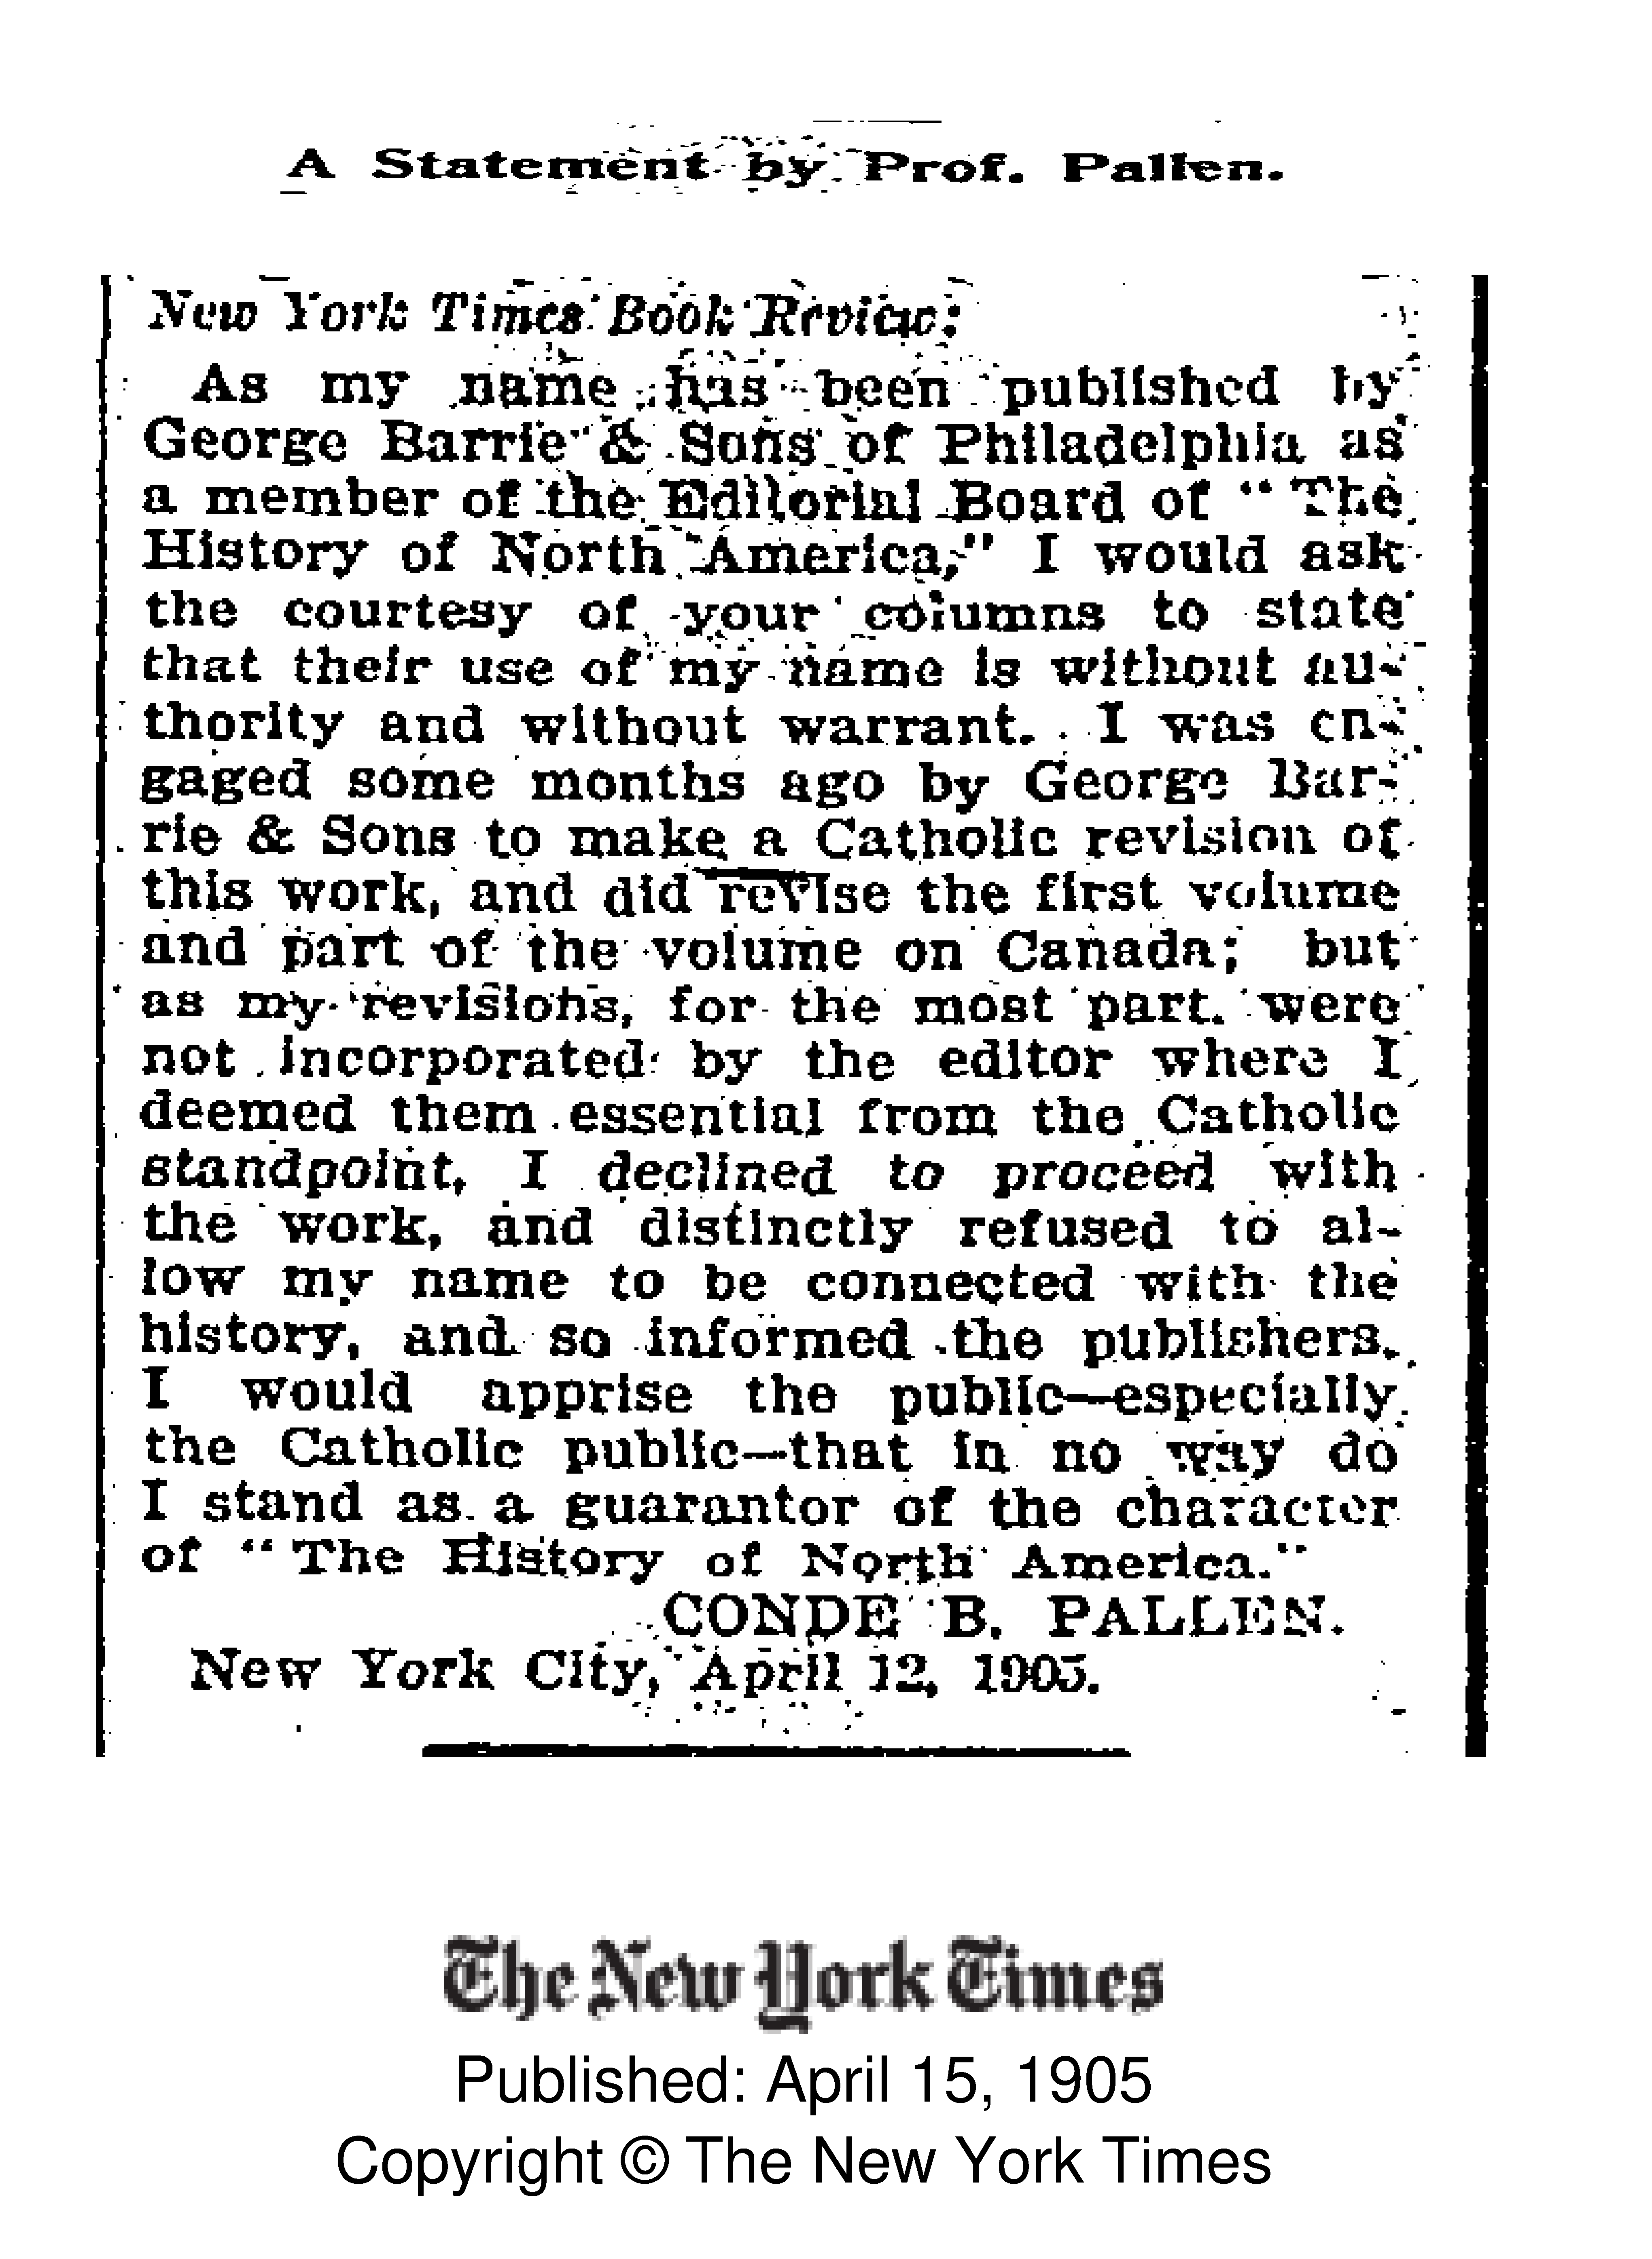 A Statement by Prof. Pallen.
New York Times Book Review:
As my name has been published by
George Barrie & Sons of Philadelphia as
a member of the Editorial Board of "The
History of North America," I would ask
the courtesy of your columns to state
that their use of my name is without au-
thority and without warrant. I was en-
gaged some months ago by George Bar-
rie & Sons to make a Catholic revision of
this work, and did revise the first volume
and part of the volume on Canada; but
as my revisions, for the most part, were
not incorporated by the editor where I
deemed them essential from the Catholic
standpoint, I declined to proceed with
the work, and distinctly refused to al-
low my name to be connected with the
history, and so informed the publishers.
I would apprise the public—especially
the Catholic public—that in no way do
I stand as a guarantor of the character
of "The History of North America."
CONDE B. PALLEN.
New York City, April 12, 1905.
The New York Times
Published: April 15, 1905
Copyright © The New York Times